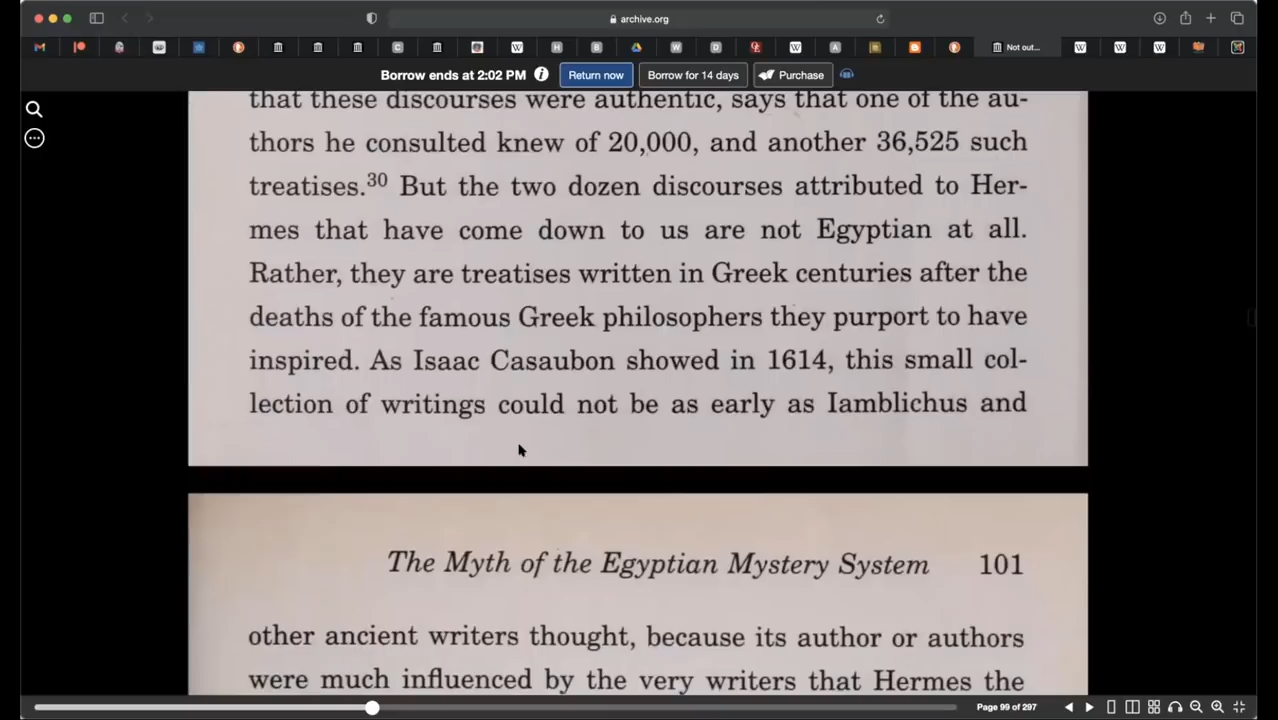 archive.org
Not out...
Borrow ends at 2:02 PM
Return now
Borrow for 14 days
Purchase
that these discourses were authentic, says that one of the au-
thors he consulted knew of 20,000, and another 36,525 such
treatises.30 But the two dozen discourses attributed to Her-
mes that have come down to us are not Egyptian at all.
Rather, they are treatises written in Greek centuries after the
deaths of the famous Greek philosophers they purport to have
inspired. As Isaac Casaubon showed in 1614, this small col-
lection of writings could not be as early as Iamblichus and
The Myth of the Egyptian Mystery System 101
other ancient writers thought, because its author or authors
were much influenced by the very writers that Hermes the
Page 99 of 297